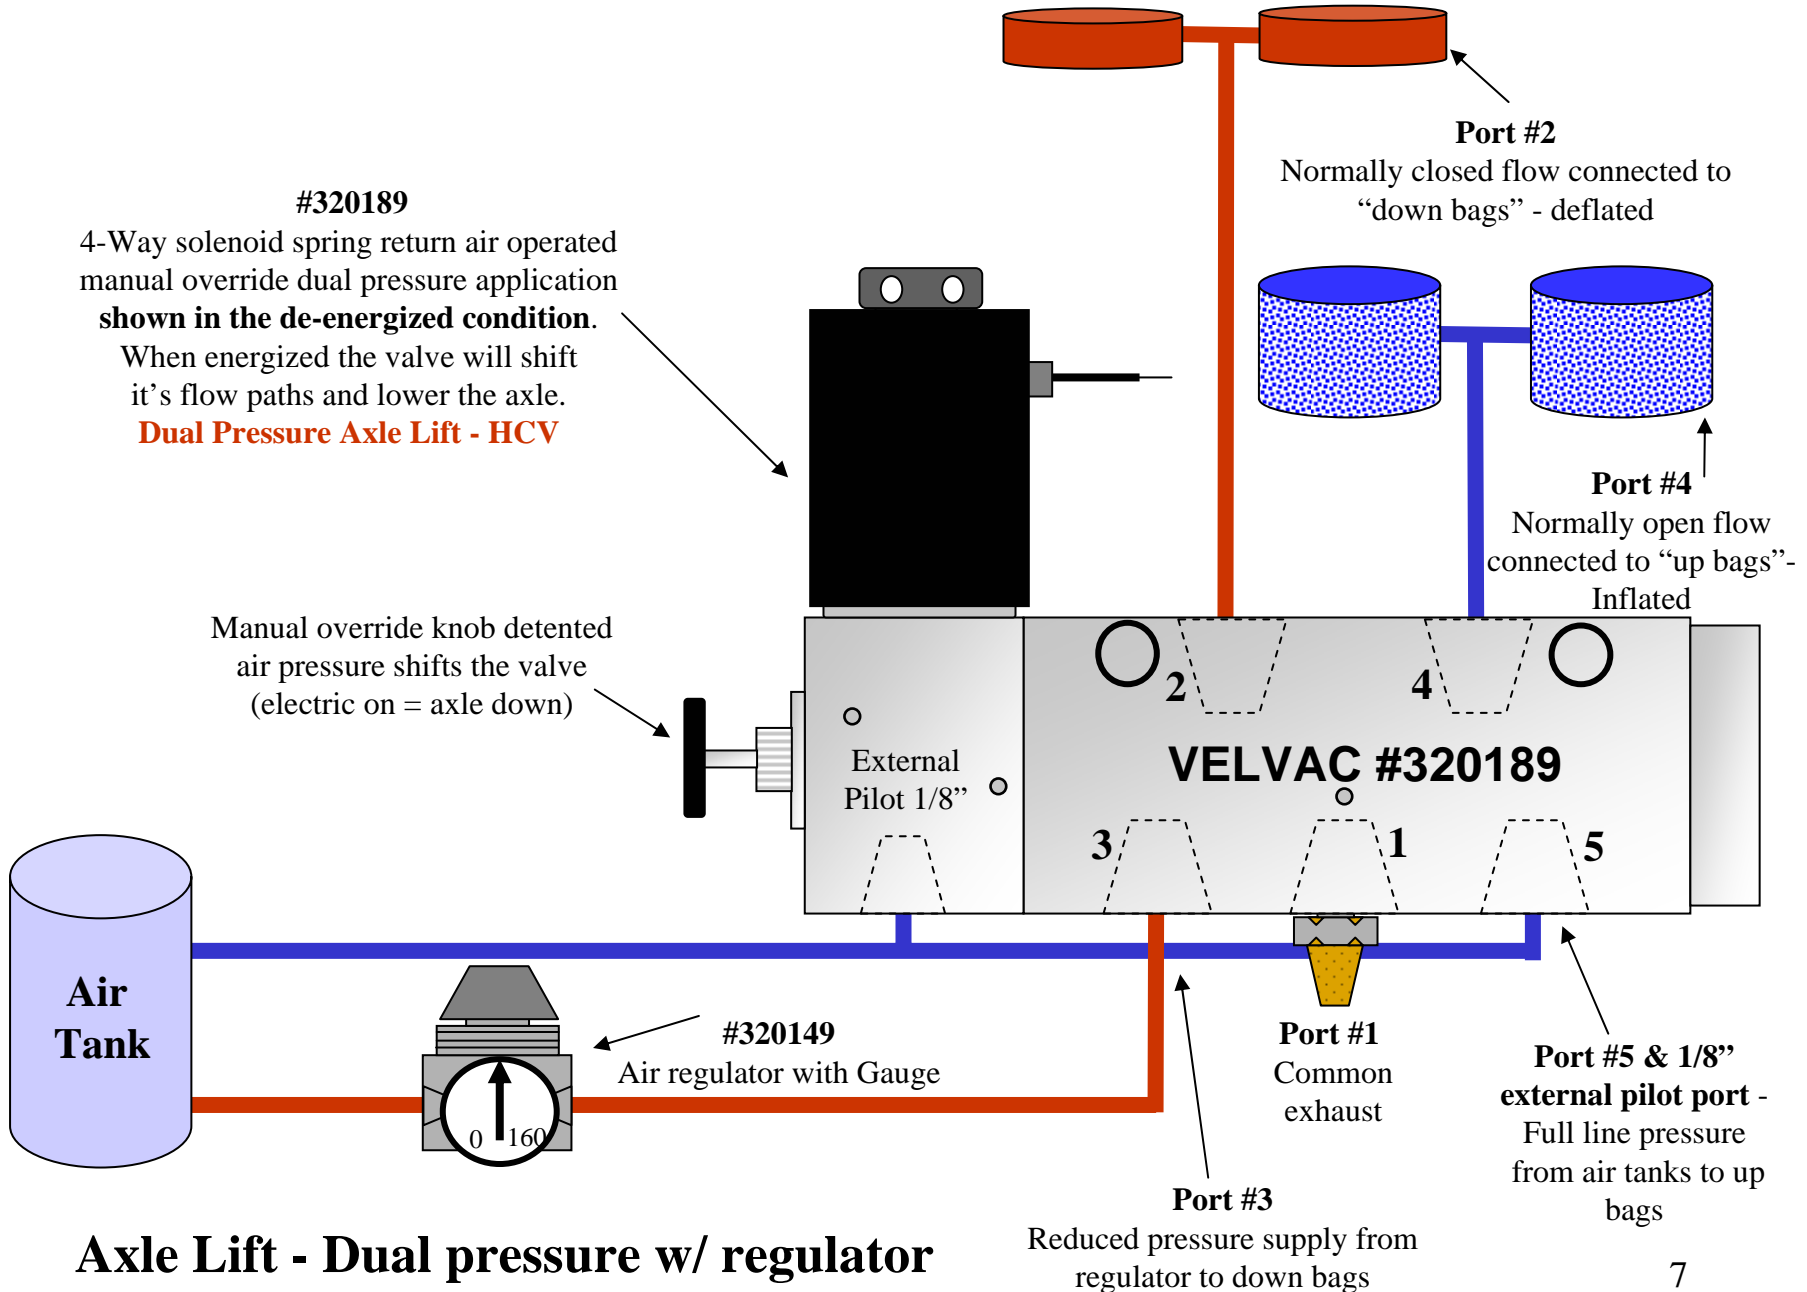 Port #2
Normally closed flow connected to
“down bags” - deflated
#320189
4-Way solenoid spring return air operated
manual override dual pressure application
shown in the de-energized condition.
When energized the valve will shift
it’s flow paths and lower the axle.
Dual Pressure Axle Lift - HCV
Port #4
Normally open flow
connected to “up bags”-
Inflated
Manual override knob detented
air pressure shifts the valve
(electric on = axle down)
2
4
External
Pilot 1/8”
VELVAC #320189
3
1
5
Air
Tank
#320149
Air regulator with Gauge
0
160
Port #1
Common
exhaust
Port #5 & 1/8”
external pilot port -
Full line pressure
from air tanks to up
bags
Port #3
Reduced pressure supply from
regulator to down bags
Axle Lift - Dual pressure w/ regulator
7